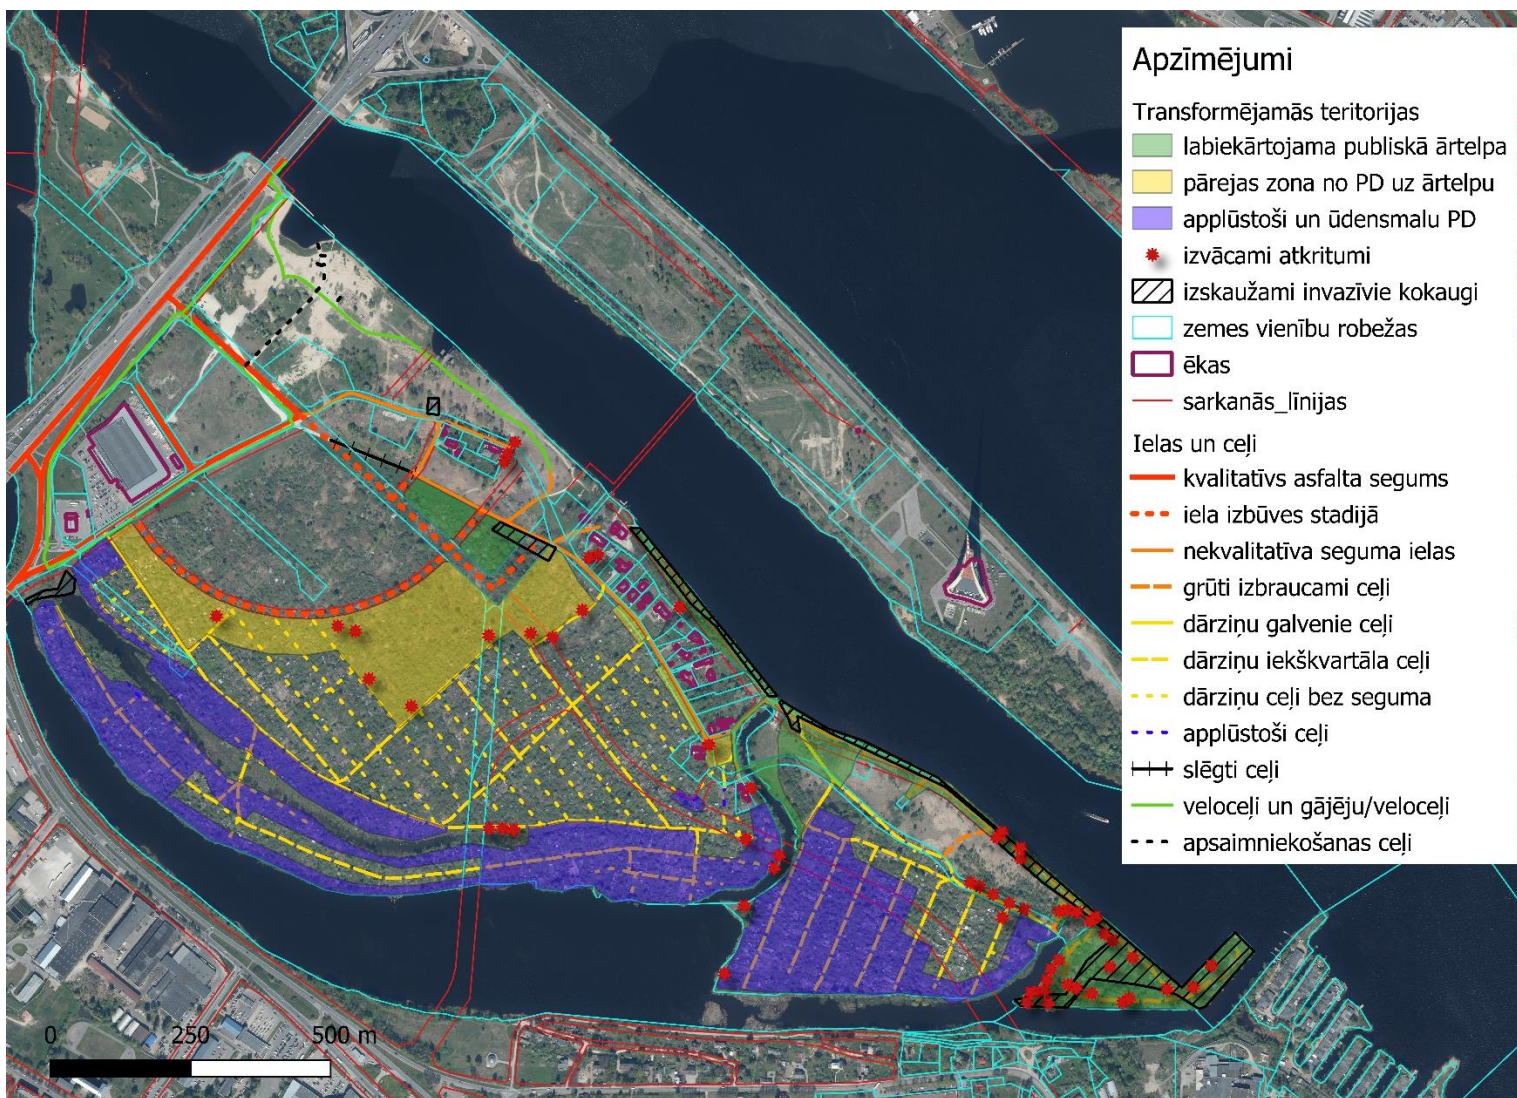 Apzīmējumi
Transformējamās teritorijas
labiekārtojama publiskā ārtelpa
pārejas zona no PD uz ārtelpu
applūstoši un ūdensmalu PD
izvācami atkritumi
izskaužami invazīvie kokaugi
zemes vienību robežas
ēkas
sarkanās_līnijas
Ielas un ceļi
kvalitatīvs asfalta segums
iela izbūves stadijā
nekvalitatīva seguma ielas
grūti izbraucami ceļi
dārziņu galvenie ceļi
dārziņu iekškvartāla ceļi
dārziņu ceļi bez seguma
applūstoši ceļi
slēgti ceļi
veloceļi un gājēju/veloceļi
apsaimniekošanas ceļi
0 250 500 m